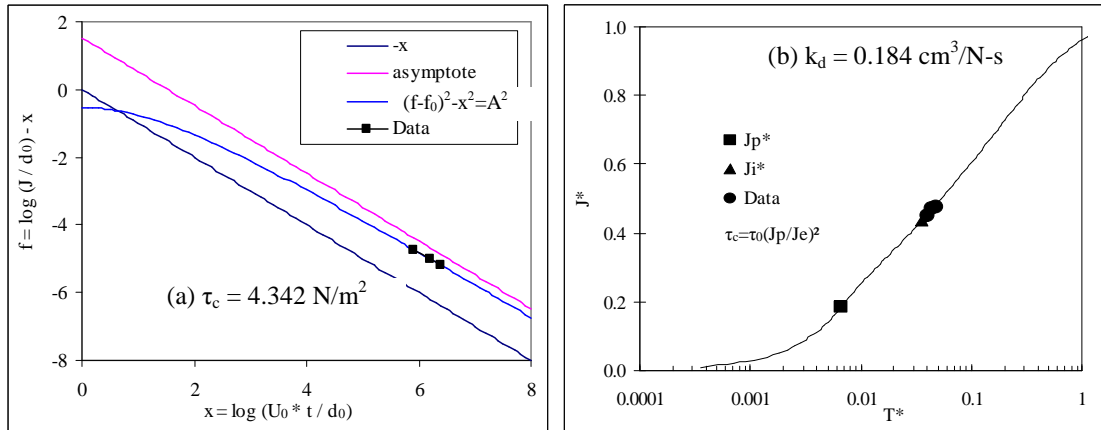 2
0
-2
-4
-6
-8
f = log (J / d0) - x
-x
asymptote
(f-f₀)²-x²=A²
Data
(a) τc = 4.342 N/m²
0 2 4 6 8
x = log (U₀ * t / d₀)
(b) kd = 0.184 cm³/N-s
1.0
0.8
0.6
0.4
0.2
0.0
J*
Jp*
Ji*
Data
τc=τ₀(Jp/Je)²
0.0001 0.001 0.01 0.1 1
T*